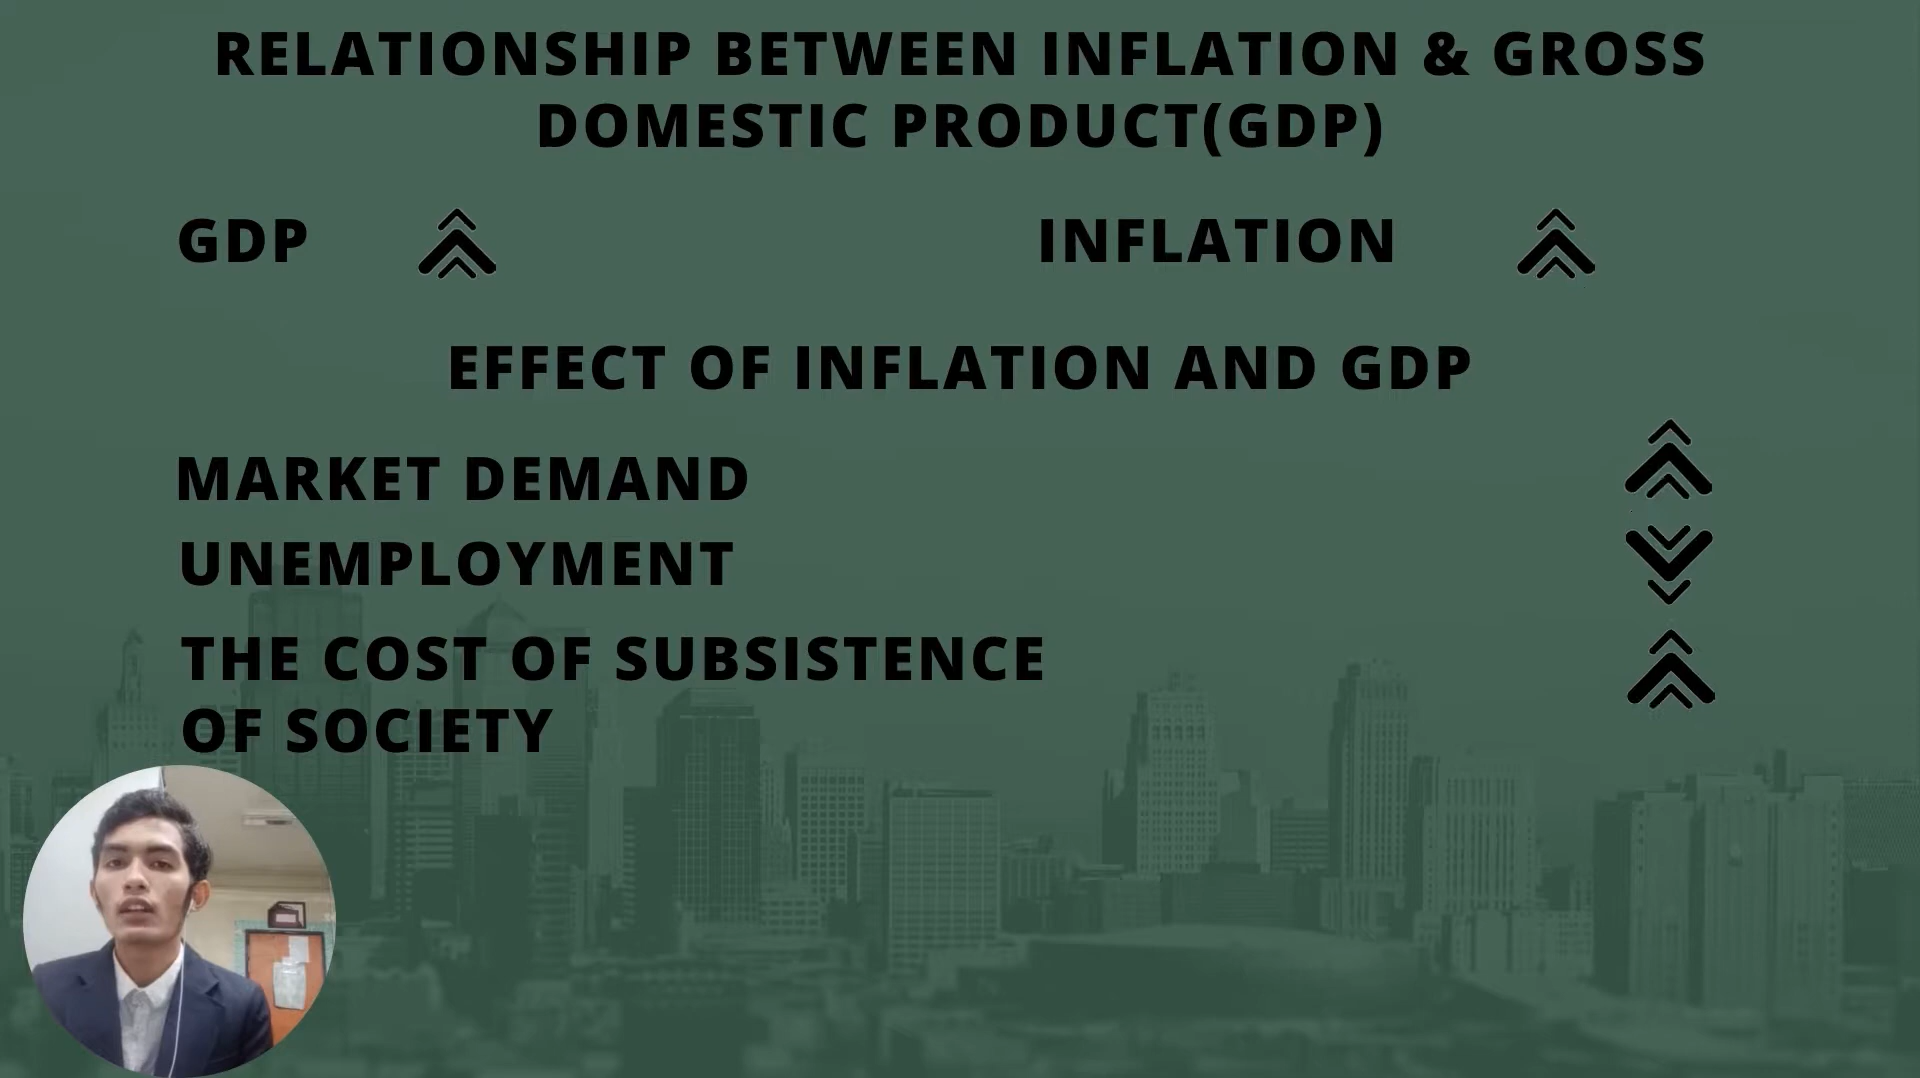 RELATIONSHIP BETWEEN INFLATION & GROSS
DOMESTIC PRODUCT(GDP)
GDP
INFLATION
EFFECT OF INFLATION AND GDP
MARKET DEMAND
UNEMPLOYMENT
THE COST OF SUBSISTENCE
OF SOCIETY